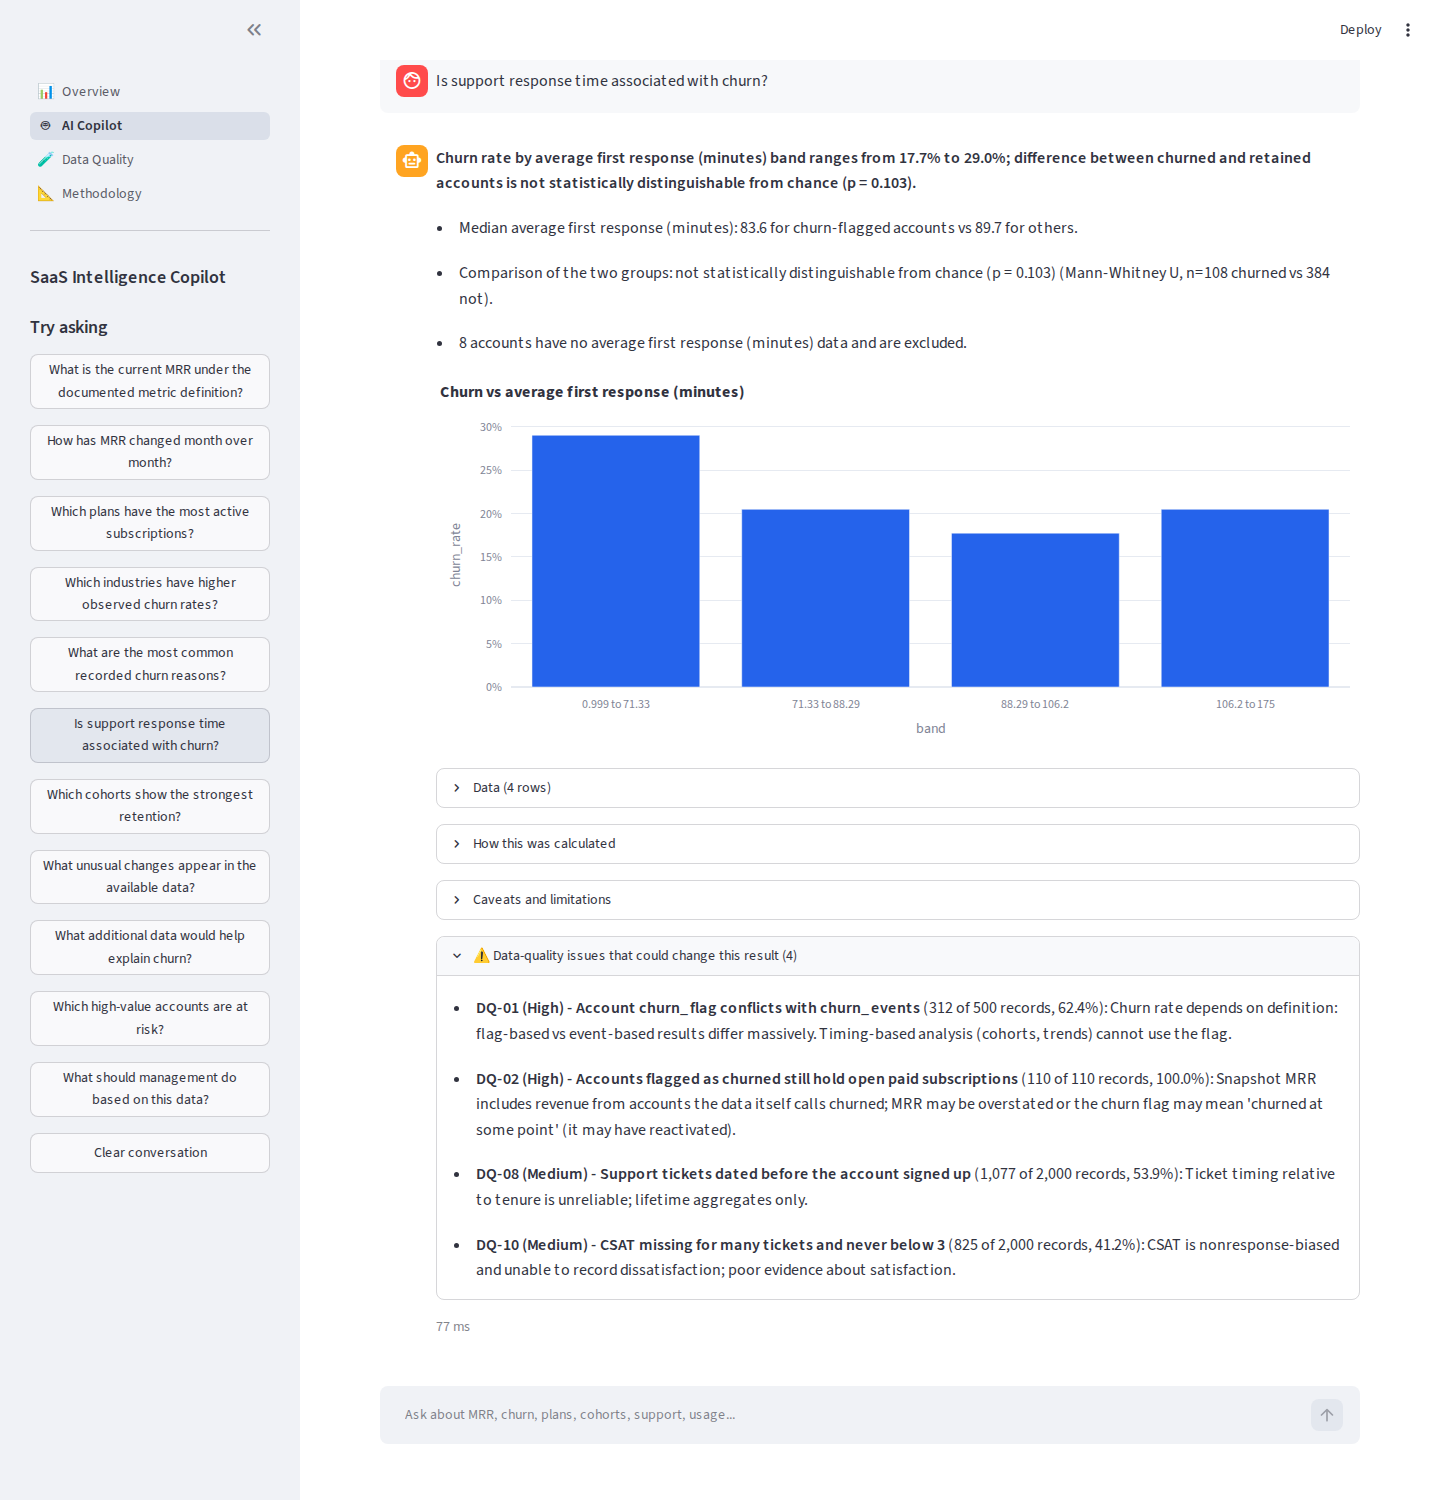 Deploy
Overview
AI Copilot
Data Quality
Methodology
SaaS Intelligence Copilot
Try asking
What is the current MRR under the
documented metric definition?
How has MRR changed month over
month?
Which plans have the most active
subscriptions?
Which industries have higher
observed churn rates?
What are the most common
recorded churn reasons?
Is support response time
associated with churn?
Which cohorts show the strongest
retention?
What unusual changes appear in the
available data?
What additional data would help
explain churn?
Which high-value accounts are at
risk?
What should management do
based on this data?
Clear conversation
Is support response time associated with churn?
Churn rate by average first response (minutes) band ranges from 17.7% to 29.0%; difference between churned and retained
accounts is not statistically distinguishable from chance (p = 0.103).
• Median average first response (minutes): 83.6 for churn-flagged accounts vs 89.7 for others.
• Comparison of the two groups: not statistically distinguishable from chance (p = 0.103) (Mann-Whitney U, n=108 churned vs 384
not).
• 8 accounts have no average first response (minutes) data and are excluded.
Churn vs average first response (minutes)
30%
25%
20%
15%
10%
5%
0%
churn_rate
0.999 to 71.33
71.33 to 88.29
88.29 to 106.2
106.2 to 175
band
Data (4 rows)
How this was calculated
Caveats and limitations
⚠️ Data-quality issues that could change this result (4)
• DQ-01 (High) - Account churn_flag conflicts with churn_events (312 of 500 records, 62.4%): Churn rate depends on definition:
flag-based vs event-based results differ massively. Timing-based analysis (cohorts, trends) cannot use the flag.
• DQ-02 (High) - Accounts flagged as churned still hold open paid subscriptions (110 of 110 records, 100.0%): Snapshot MRR
includes revenue from accounts the data itself calls churned; MRR may be overstated or the churn flag may mean 'churned at
some point' (it may have reactivated).
• DQ-08 (Medium) - Support tickets dated before the account signed up (1,077 of 2,000 records, 53.9%): Ticket timing relative
to tenure is unreliable; lifetime aggregates only.
• DQ-10 (Medium) - CSAT missing for many tickets and never below 3 (825 of 2,000 records, 41.2%): CSAT is nonresponse-biased
and unable to record dissatisfaction; poor evidence about satisfaction.
77 ms
Ask about MRR, churn, plans, cohorts, support, usage...